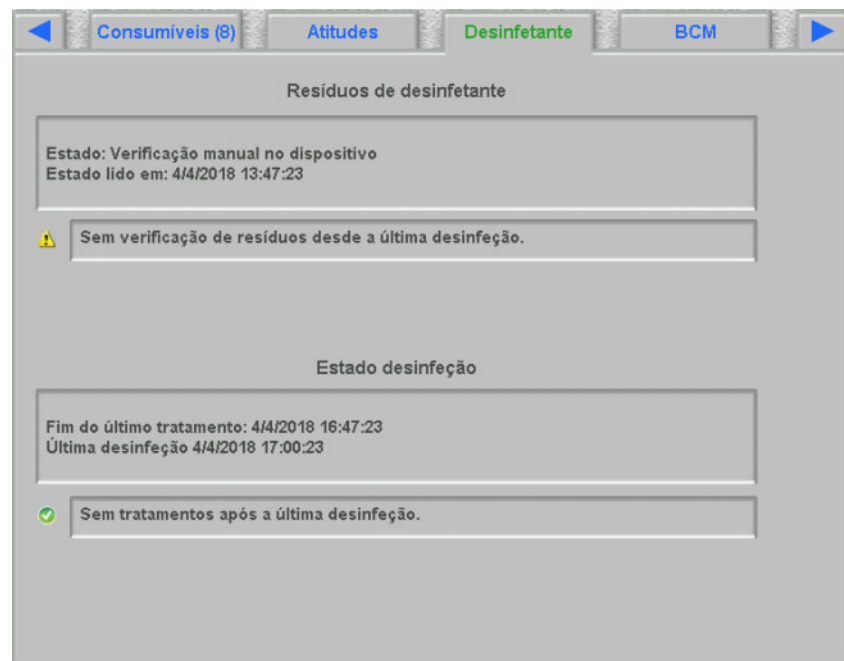 Consumíveis (8) Atitudes Desinfetante BCM
Resíduos de desinfetante
Estado: Verificação manual no dispositivo
Estado lido em: 4/4/2018 13:47:23
Sem verificação de resíduos desde a última desinfeção.
Estado desinfeção
Fim do último tratamento: 4/4/2018 16:47:23
Última desinfeção 4/4/2018 17:00:23
Sem tratamentos após a última desinfeção.